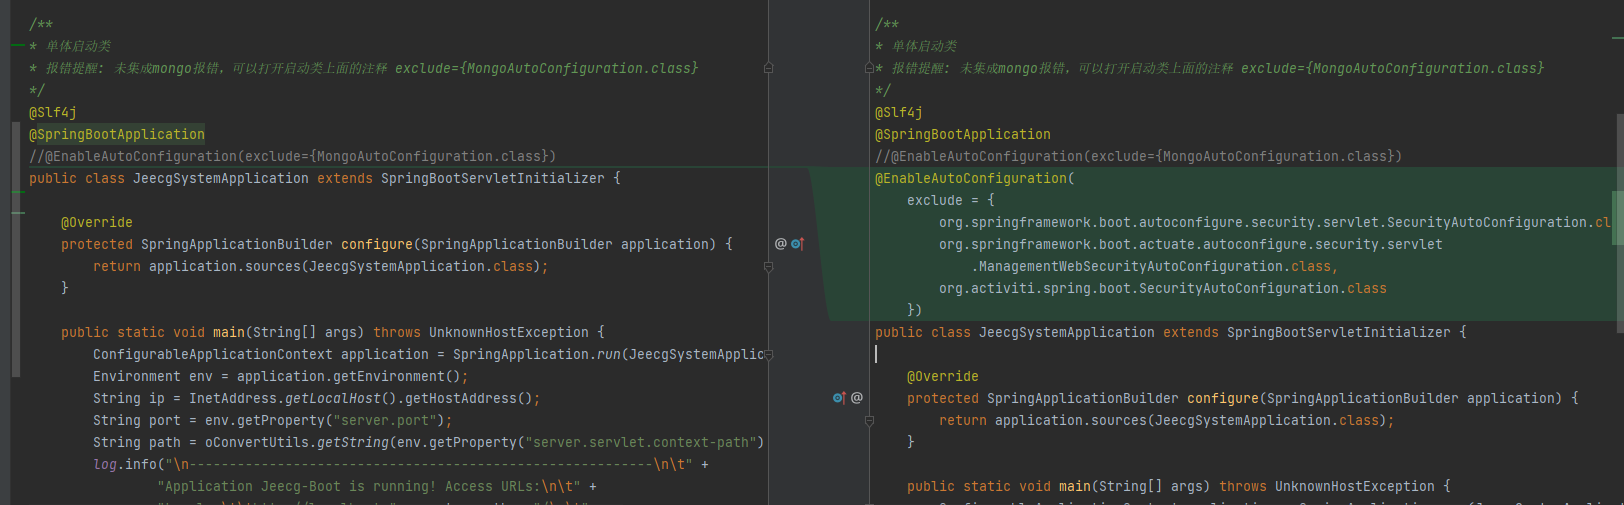 /**
* 单体启动类
* 报错提醒: 未集成mongo报错，可以打开启动类上面的注释 exclude={MongoAutoConfiguration.class}
*/
@Slf4j
@SpringBootApplication
//@EnableAutoConfiguration(exclude={MongoAutoConfiguration.class})
public class JeecgSystemApplication extends SpringBootServletInitializer {
@Override
protected SpringApplicationBuilder configure(SpringApplicationBuilder application) {
return application.sources(JeecgSystemApplication.class);
}
public static void main(String[] args) throws UnknownHostException {
ConfigurableApplicationContext application = SpringApplication.run(JeecgSystemApplic
Environment env = application.getEnvironment();
String ip = InetAddress.getLocalHost().getHostAddress();
String port = env.getProperty("server.port");
String path = oConvertUtils.getString(env.getProperty("server.servlet.context-path")
log.info("\n----------------------------------------------------------\n\t" +
"Application Jeecg-Boot is running! Access URLs:\n\t" +
/**
* 单体启动类
* 报错提醒: 未集成mongo报错，可以打开启动类上面的注释 exclude={MongoAutoConfiguration.class}
*/
@Slf4j
@SpringBootApplication
//@EnableAutoConfiguration(exclude={MongoAutoConfiguration.class})
@EnableAutoConfiguration(
exclude = {
org.springframework.boot.autoconfigure.security.servlet.SecurityAutoConfiguration.cl
org.springframework.boot.actuate.autoconfigure.security.servlet
.ManagementWebSecurityAutoConfiguration.class,
org.activiti.spring.boot.SecurityAutoConfiguration.class
})
public class JeecgSystemApplication extends SpringBootServletInitializer {
@Override
protected SpringApplicationBuilder configure(SpringApplicationBuilder application) {
return application.sources(JeecgSystemApplication.class);
}
public static void main(String[] args) throws UnknownHostException {